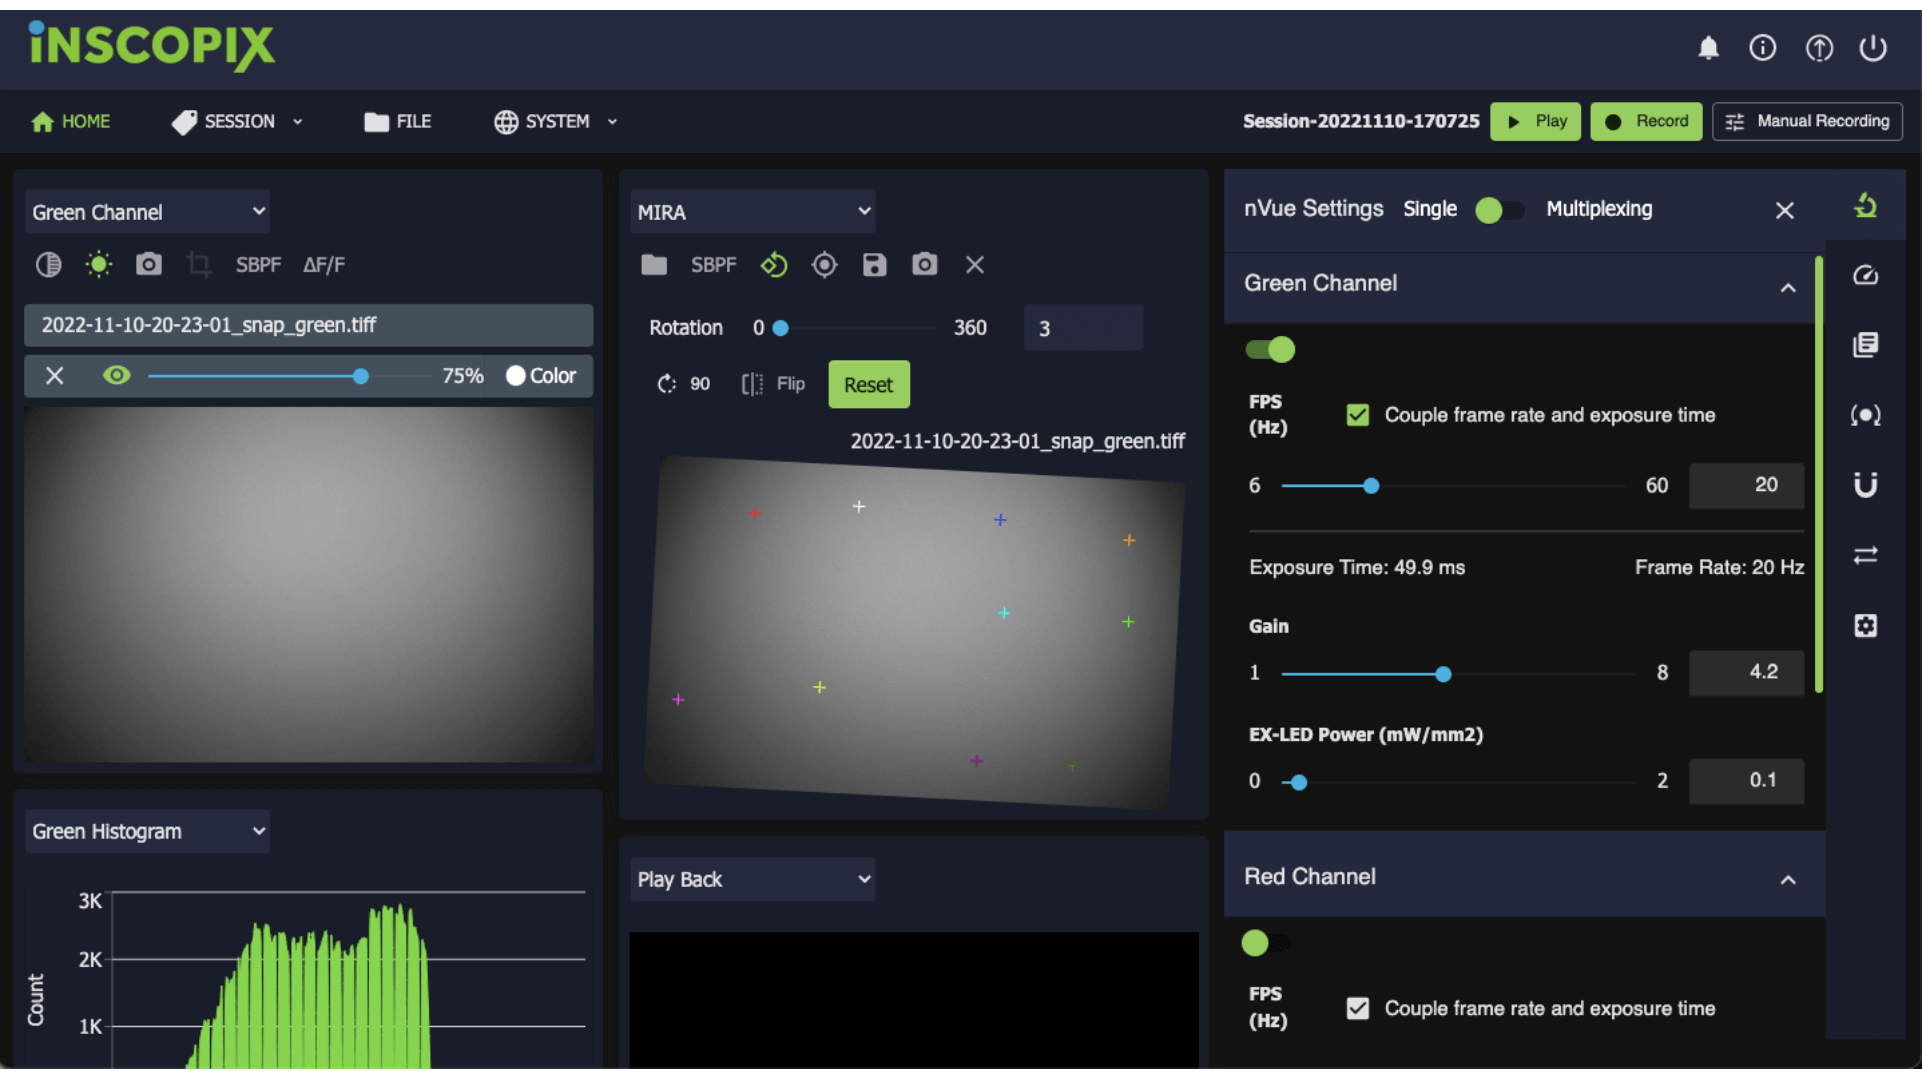 iNSCOPIX
HOME SESSION FILE SYSTEM
Session-20221110-170725 Play Record Manual Recording
Green Channel
SBPF ΔF/F
2022-11-10-20-23-01_snap_green.tiff
75% Color
Green Histogram
3K
2K
1K
Count
MIRA
SBPF
Rotation 0 360 3
90 Flip Reset
2022-11-10-20-23-01_snap_green.tiff
Play Back
nVue Settings Single Multiplexing
Green Channel
FPS
(Hz)
Couple frame rate and exposure time
6 60 20
Exposure Time: 49.9 ms Frame Rate: 20 Hz
Gain
1 8 4.2
EX-LED Power (mW/mm2)
0 2 0.1
Red Channel
FPS
(Hz)
Couple frame rate and exposure time